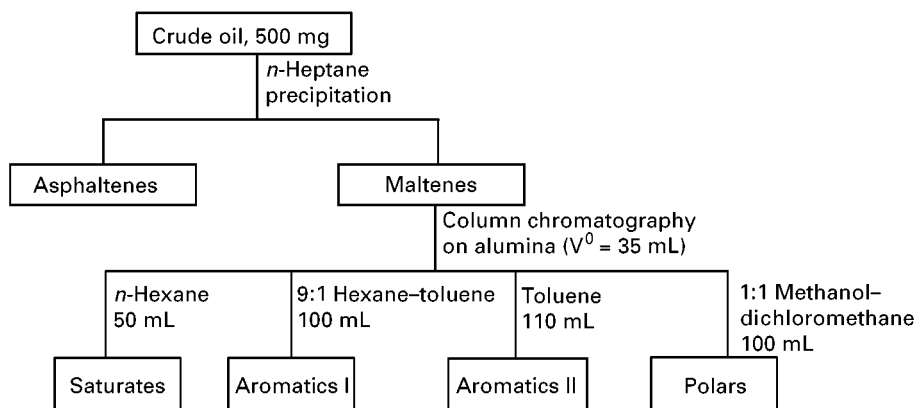 Crude oil, 500 mg
n-Heptane
precipitation
Asphaltenes
Maltenes
Column chromatography
on alumina (V⁰ = 35 mL)
n-Hexane
50 mL
9:1 Hexane–toluene
100 mL
Toluene
110 mL
1:1 Methanol–
dichloromethane
100 mL
Saturates
Aromatics I
Aromatics II
Polars